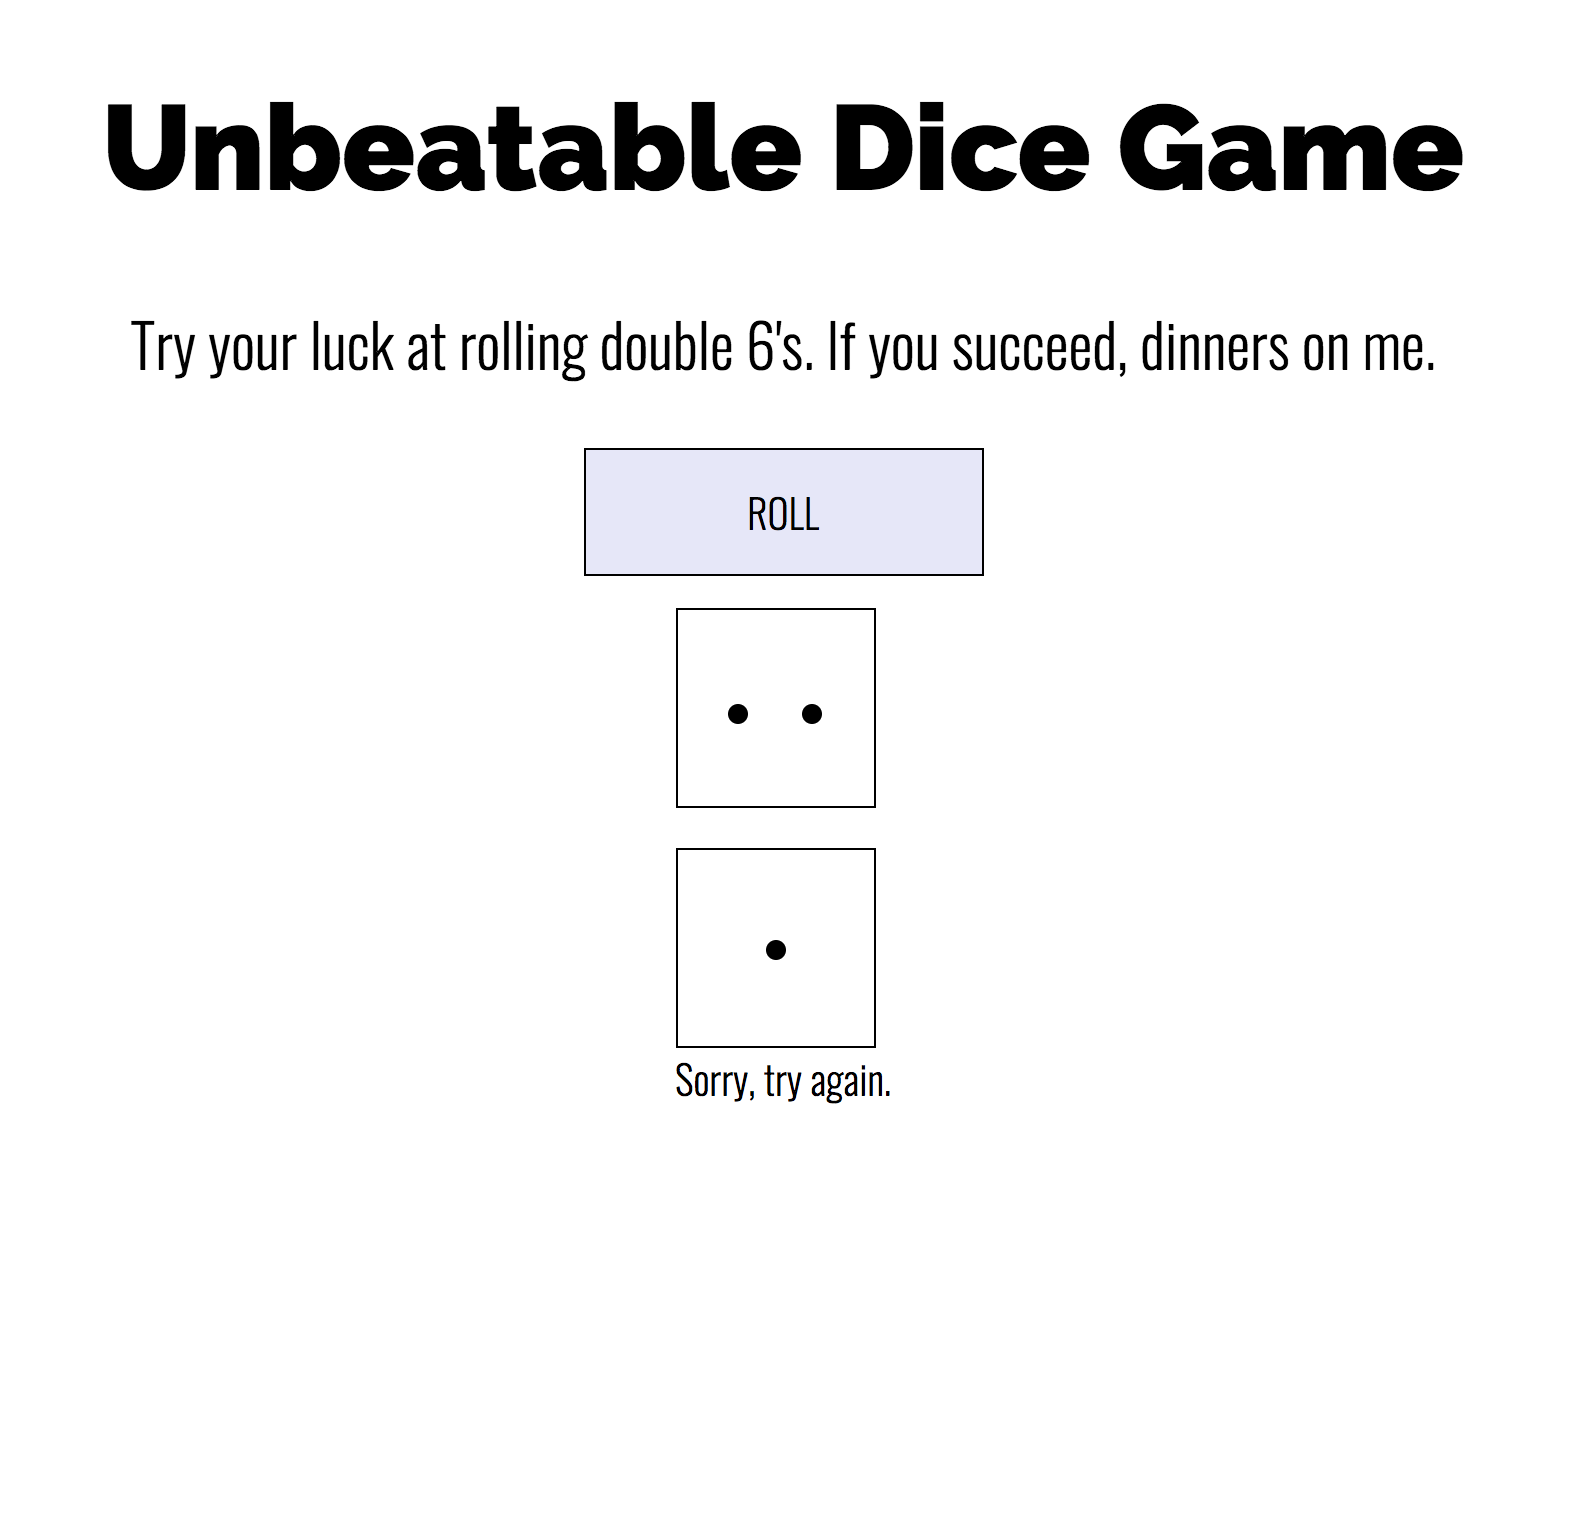 Unbeatable Dice Game
Try your luck at rolling double 6's. If you succeed, dinners on me.
ROLL
Sorry, try again.